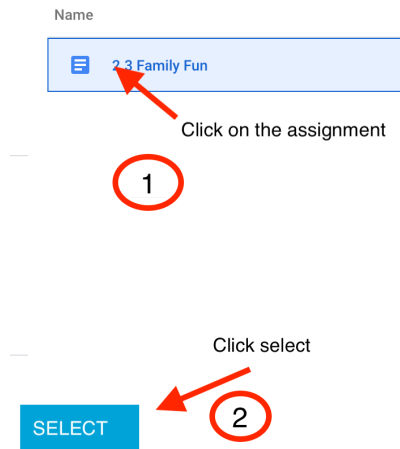 Name
2.3 Family Fun
Click on the assignment
1
Click select
2
SELECT